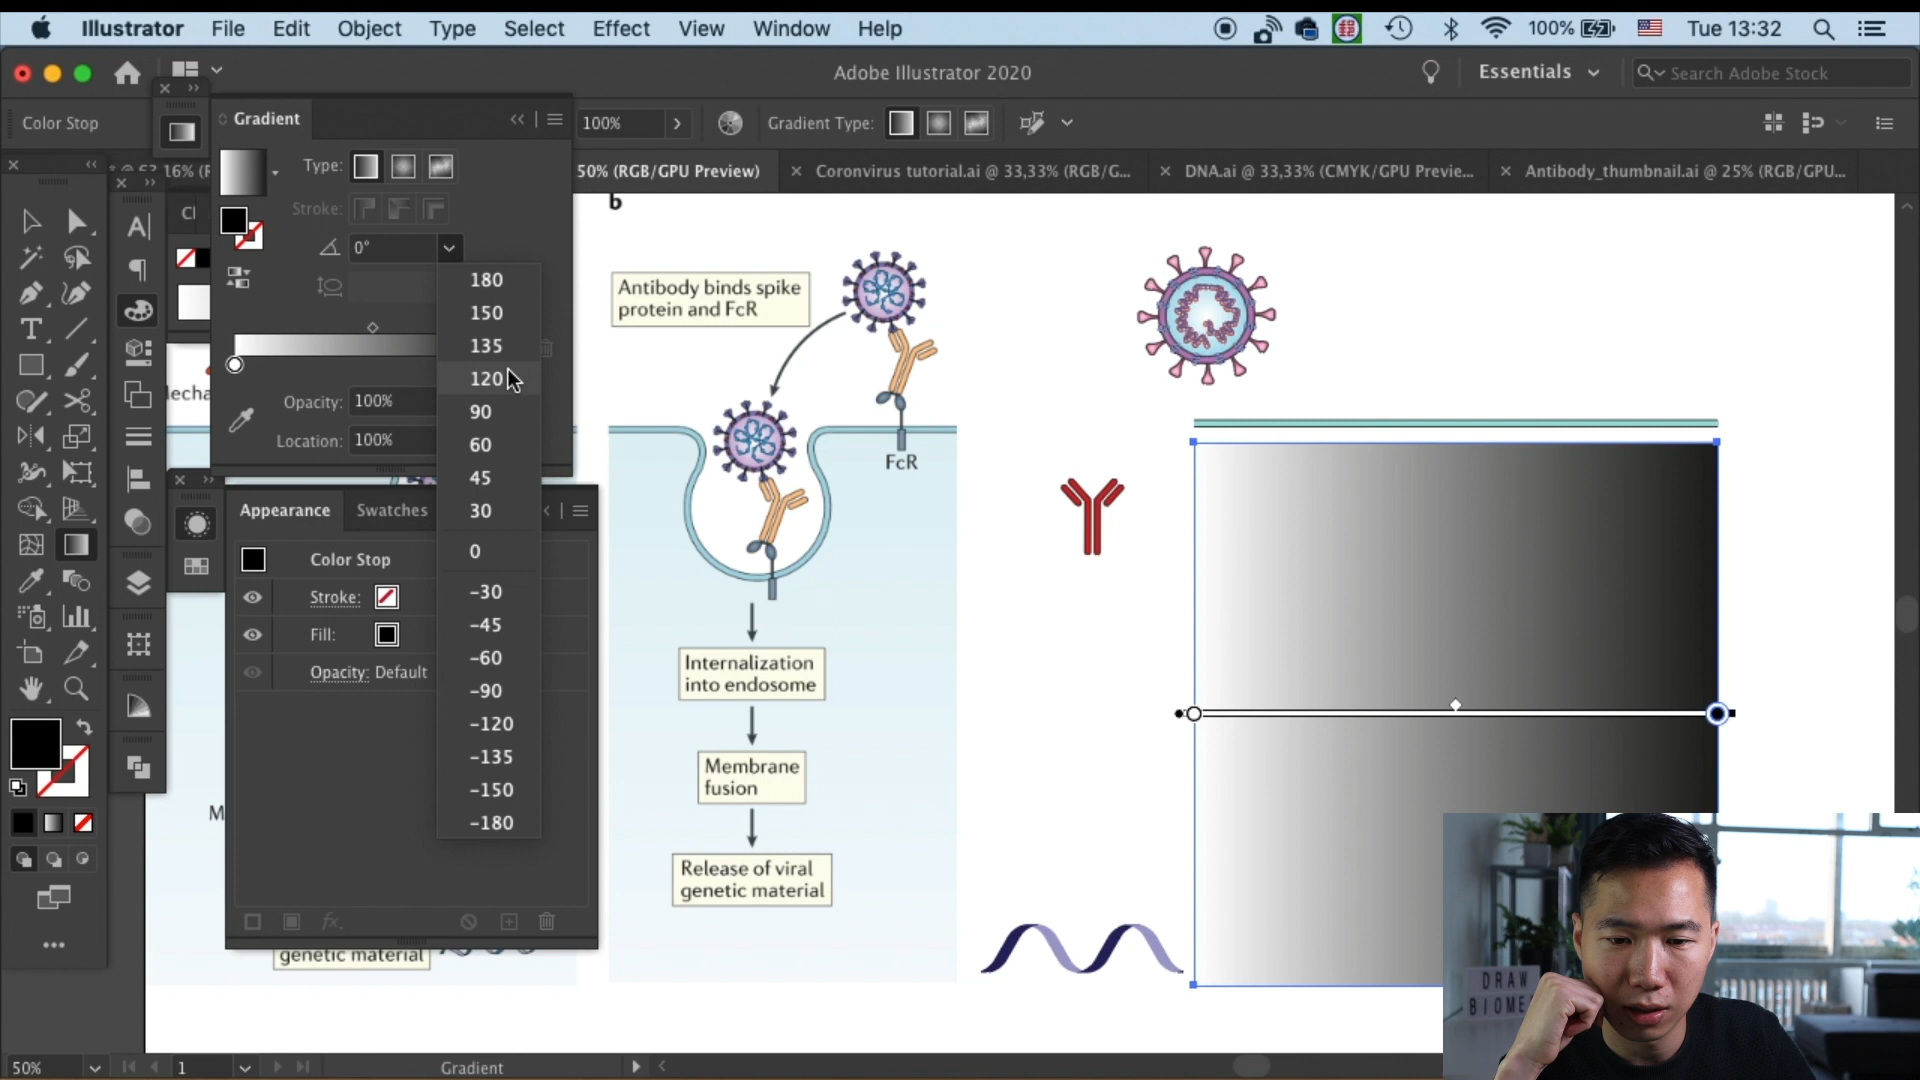 Illustrator File Edit Object Type Select Effect View Window Help
100% Tue 13:32
Adobe Illustrator 2020
Essentials
Search Adobe Stock
Color Stop
Gradient
100%
Gradient Type:
Type:
50% (RGB/GPU Preview)
Coronvirus tutorial.ai @ 33,33% (RGB/G...
DNA.ai @ 33,33% (CMYK/GPU Previe...
Antibody_thumbnail.ai @ 25% (RGB/GPU...
Stroke:
0°
Opacity: 100%
Location: 100%
180
150
135
120
90
60
45
30
0
-30
-45
-60
-90
-120
-135
-150
-180
Appearance
Swatches
Color Stop
Stroke:
Fill:
Opacity: Default
fx
genetic material
b
Antibody binds spike
protein and FcR
FcR
Internalization
into endosome
Membrane
fusion
Release of viral
genetic material
DRAW
BIOME
50%
1
Gradient